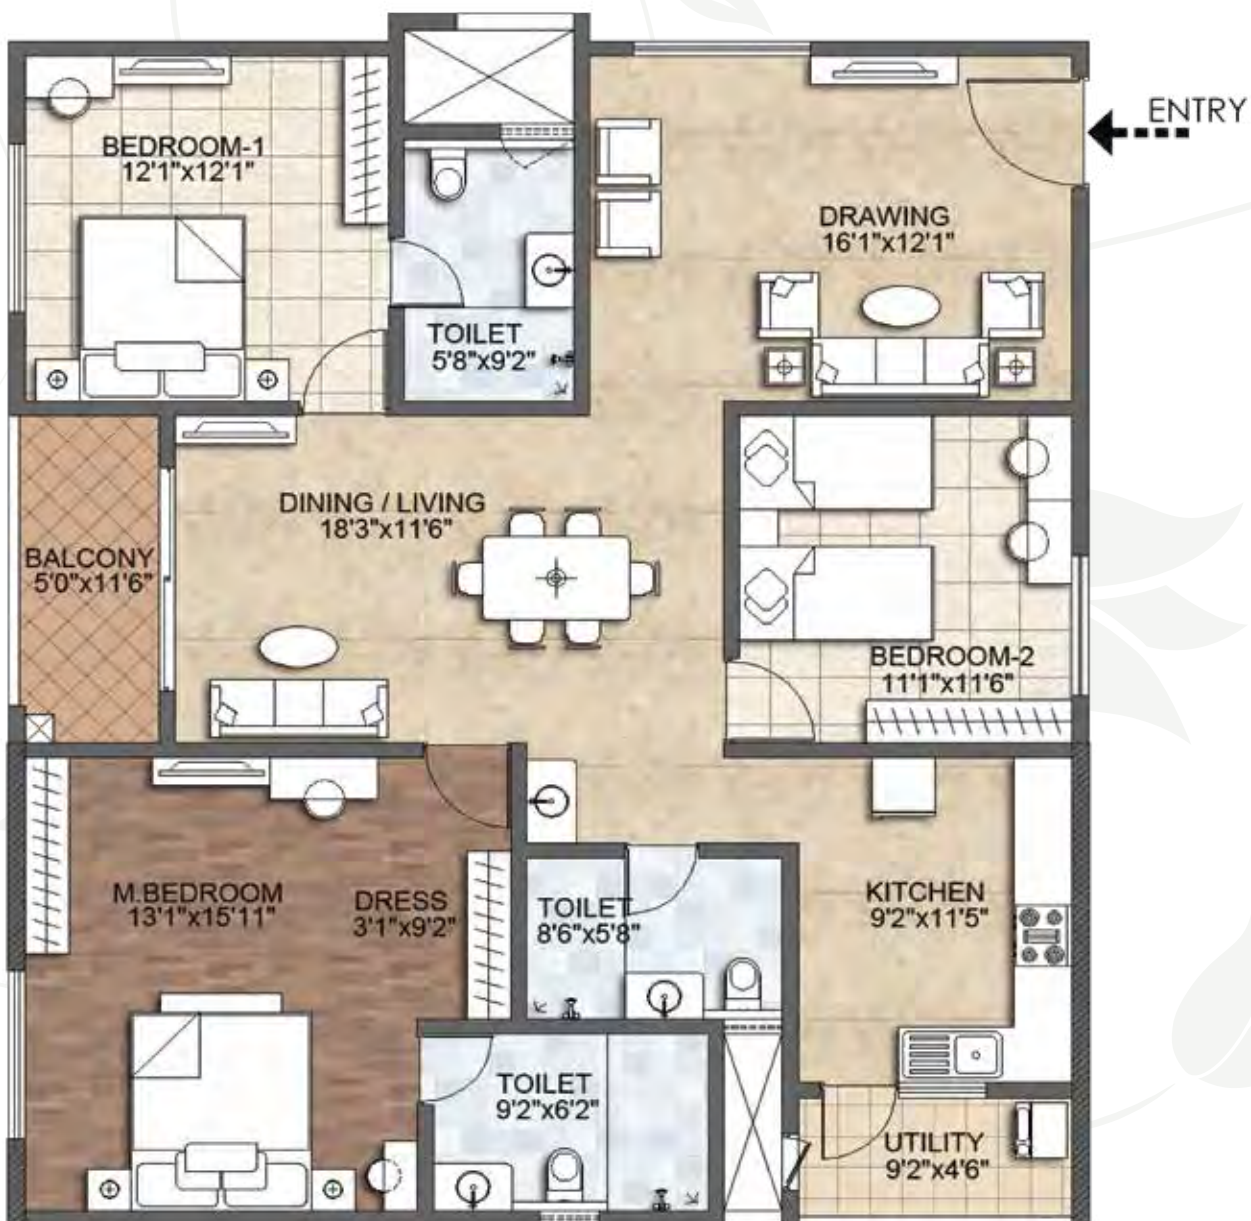 ENTRY
BEDROOM-1
12'1"x12'1"
DRAWING
16'1"x12'1"
TOILET
5'8"x9'2"
DINING / LIVING
18'3"x11'6"
BALCONY
5'0"x11'6"
BEDROOM-2
11'1"x11'6"
M.BEDROOM
13'1"x15'11"
DRESS
3'1"x9'2"
TOILET
8'6"x5'8"
KITCHEN
9'2"x11'5"
TOILET
9'2"x6'2"
UTILITY
9'2"x4'6"